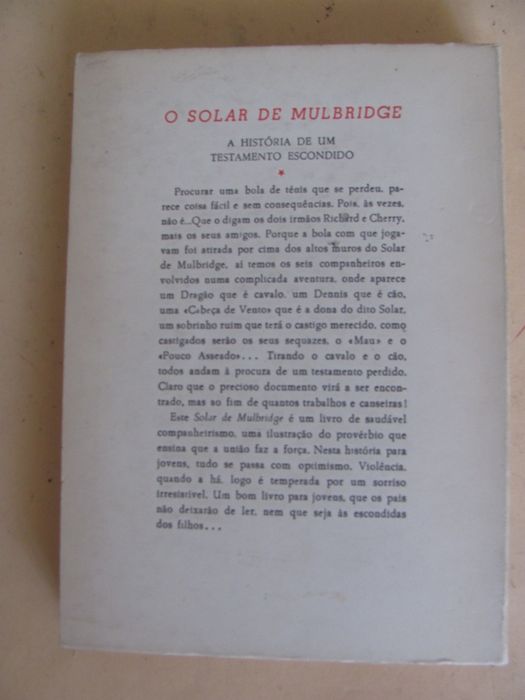 O SOLAR DE MULBRIDGE
A HISTÓRIA DE UM
TESTAMENTO ESCONDIDO
Procurar uma bola de ténis que se perdeu, pa-
rece coisa fácil e sem consequências. Pois, às vezes,
não é...Que o digam os dois irmãos Richard e Cherry,
mais os seus amigos. Porque a bola com que joga-
vam foi atirada por cima dos altos muros do Solar
de Mulbridge, aí temos os seis companheiros en-
volvidos numa complicada aventura, onde aparece
um Dragão que é cavalo, um Dennis que é cão,
uma «Cabeça de Vento» que é a dona do dito Solar,
um sobrinho ruim que terá o castigo merecido, como
castigados serão os seus sequazes, o «Mau» e o
«Pouco Asseado»... Tirando o cavalo e o cão,
todos andam à procura de um testamento perdido.
Claro que o precioso documento virá a ser encon-
trado, mas ao fim de quantos trabalhos e canseiras!
Este Solar de Mulbridge é um livro de saudável
companheirismo, uma ilustração do provérbio que
ensina que a união faz a força. Nesta história para
jovens, tudo se passa com optimismo. Violência,
quando a há, logo é temperada por um sorriso
irresistível. Um bom livro para jovens, que os pais
não deixarão de ler, nem que seja às escondidas
dos filhos...